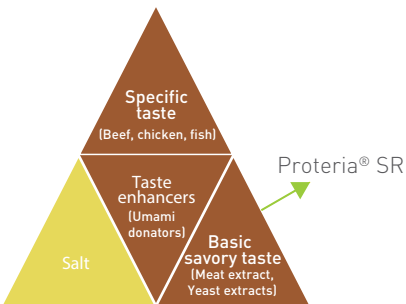 Specific
taste
(Beef, chicken, fish)
Taste
enhancers
(Umami
donators)
Proteria® SR
Salt
Basic
savory taste
(Meat extract,
Yeast extracts)